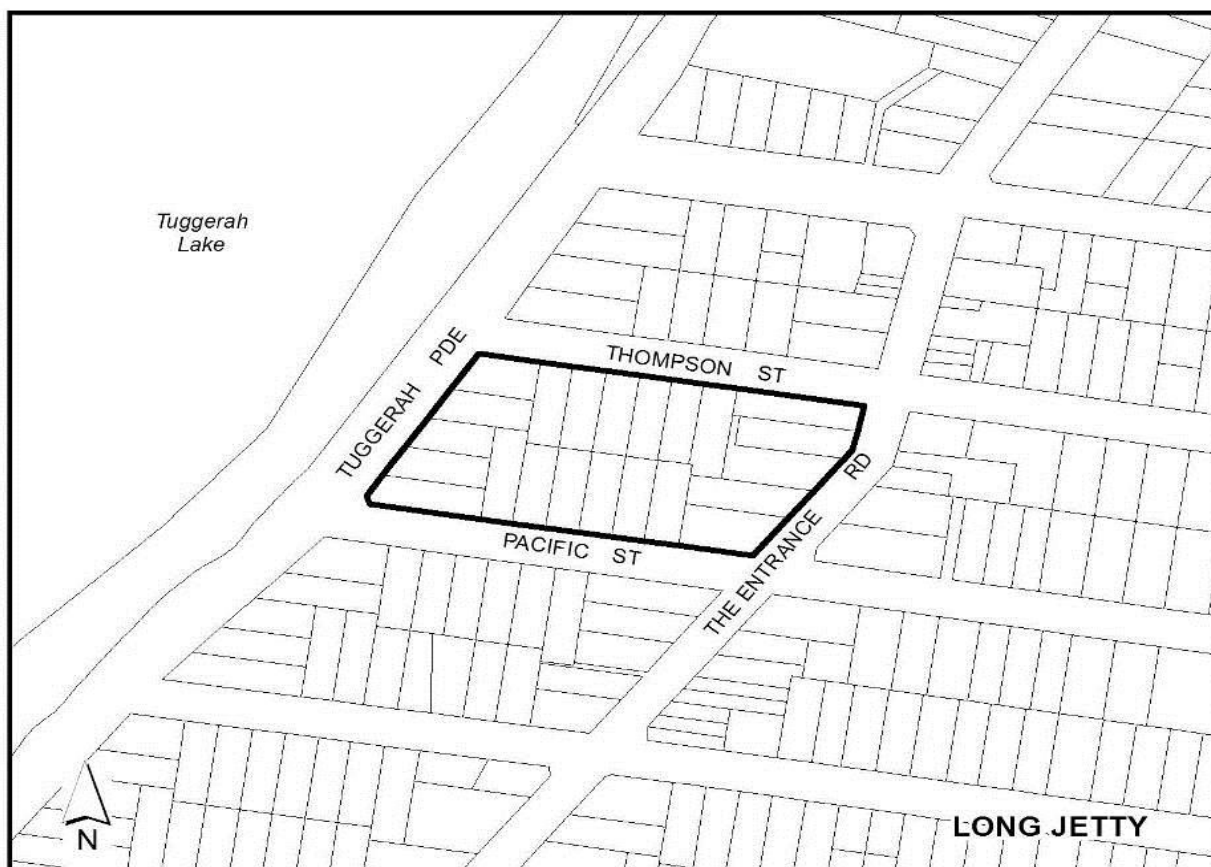 Tuggerah
Lake
THOMPSON ST
TUGGERAH PDE
THE ENTRANCE RD
PACIFIC ST
N
LONG JETTY